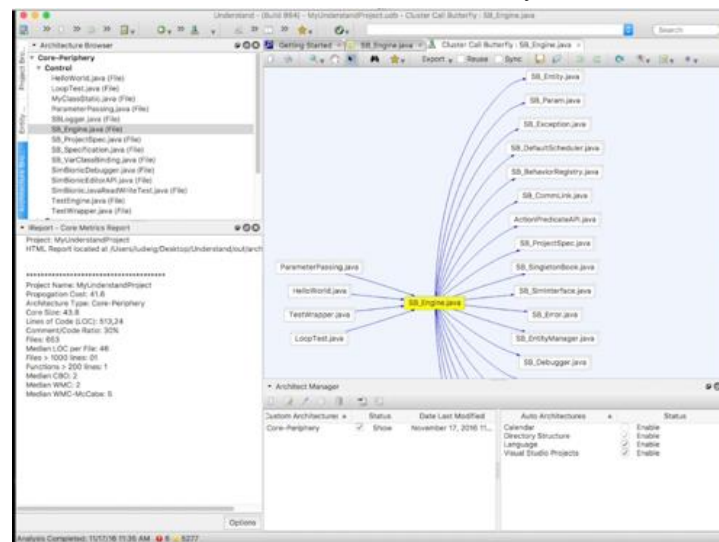 Understand - (Build 864) - MyUnderstandProject.udb - Cluster Call Butterfly : SB_Engine.java
Search
Architecture Browser
Core-Periphery
Control
HelloWorld.java (File)
LoopTest.java (File)
MyClassStatic.java (File)
ParameterPassing.java (File)
SBLogger.java (File)
SB_Engine.java (File)
SB_ProjectSpec.java (File)
SB_Specification.java (File)
SB_VarClassBinding.java (File)
SimBionicDebugger.java (File)
SimBionicEditorAPI.java (File)
SimBionicJavaReadWriteTest.java (File)
TestEngine.java (File)
TestWrapper.java (File)
Project Bro...
Entity
Architecture Bro...
IReport - Core Metrics Report
Project: MyUnderstandProject
HTML Report located at /Users/ludwig/Desktop/Understand/out/arch
****************************************
Project Name: MyUnderstandProject
Propogation Cost: 41.6
Architecture Type: Core-Periphery
Core Size: 43.8
Lines of Code (LOC): 513,24
Comment/Code Ratio: 30%
Files: 653
Median LOC per File: 46
Files > 1000 lines: 01
Functions > 200 lines: 1
Median CBO: 2
Median WMC: 2
Median WMC-McCabe: 5
Options
Getting Started
SB_Engine.java
Cluster Call Butterfly : SB_Engine.java
Export
Reuse
Sync
SB_Entity.java
SB_Param.java
SB_Exception.java
SB_DefaultScheduler.java
SB_BehaviorRegistry.java
SB_CommLink.java
ActionPredicateAPI.java
SB_ProjectSpec.java
ParameterPassing.java
SB_SingletonBook.java
HelloWorld.java
SB_SimInterface.java
SB_Engine.java
TestWrapper.java
SB_Error.java
LoopTest.java
SB_EntityManager.java
SB_Debugger.java
Architect Manager
Custom Architectures Status Date Last Modified
Core-Periphery Show November 17, 2016 11...
Auto Architectures Status
Calendar Enable
Directory Structure Enable
Language Enable
Visual Studio Projects Enable
Analysis Completed: 11/17/16 11:35 AM 6 5277